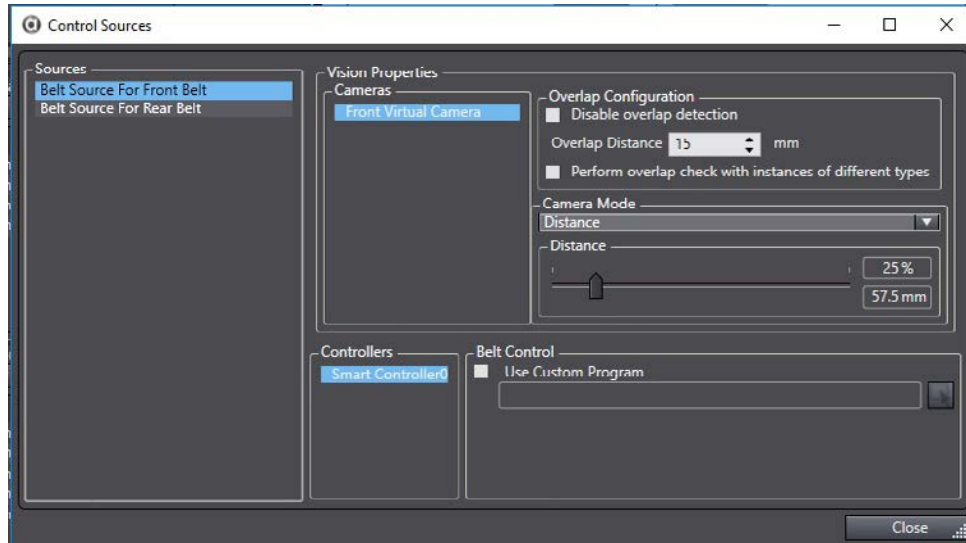 Control Sources
Sources
Belt Source For Front Belt
Belt Source For Rear Belt
Vision Properties
Cameras
Front Virtual Camera
Overlap Configuration
Disable overlap detection
Overlap Distance 15 mm
Perform overlap check with instances of different types
Camera Mode
Distance
Distance
25 %
57.5 mm
Controllers
Smart Controller0
Belt Control
Use Custom Program
Close